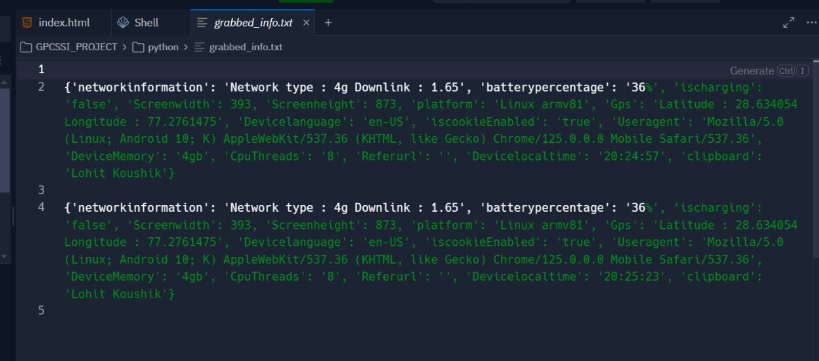 index.html Shell grabbed_info.txt × +
GPCSSI_PROJECT > python > grabbed_info.txt
1
Generate Ctrl I
2 {'networkinformation': 'Network type : 4g Downlink : 1.65', 'batterypercentage': '36%', 'ischarging':
'false', 'Screenwidth': 393, 'Screenheight': 873, 'platform': 'Linux armv81', 'Gps': 'Latitude : 28.634054
Longitude : 77.2761475', 'Devicelanguage': 'en-US', 'iscookieEnabled': 'true', 'Useragent': 'Mozilla/5.0
(Linux; Android 10; K) AppleWebKit/537.36 (KHTML, like Gecko) Chrome/125.0.0.0 Mobile Safari/537.36',
'DeviceMemory': '4gb', 'CpuThreads': '8', 'Referurl': '', 'Devicelocaltime': '20:24:57', 'clipboard':
'Lohit Koushik'}
3
4 {'networkinformation': 'Network type : 4g Downlink : 1.65', 'batterypercentage': '36%', 'ischarging':
'false', 'Screenwidth': 393, 'Screenheight': 873, 'platform': 'Linux armv81', 'Gps': 'Latitude : 28.634054
Longitude : 77.2761475', 'Devicelanguage': 'en-US', 'iscookieEnabled': 'true', 'Useragent': 'Mozilla/5.0
(Linux; Android 10; K) AppleWebKit/537.36 (KHTML, like Gecko) Chrome/125.0.0.0 Mobile Safari/537.36',
'DeviceMemory': '4gb', 'CpuThreads': '8', 'Referurl': '', 'Devicelocaltime': '20:25:23', 'clipboard':
'Lohit Koushik'}
5